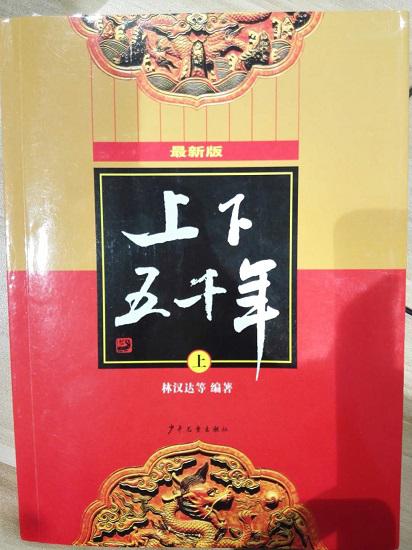 最新版
上下
五千年
上
林汉达等 编著
少年儿童出版社